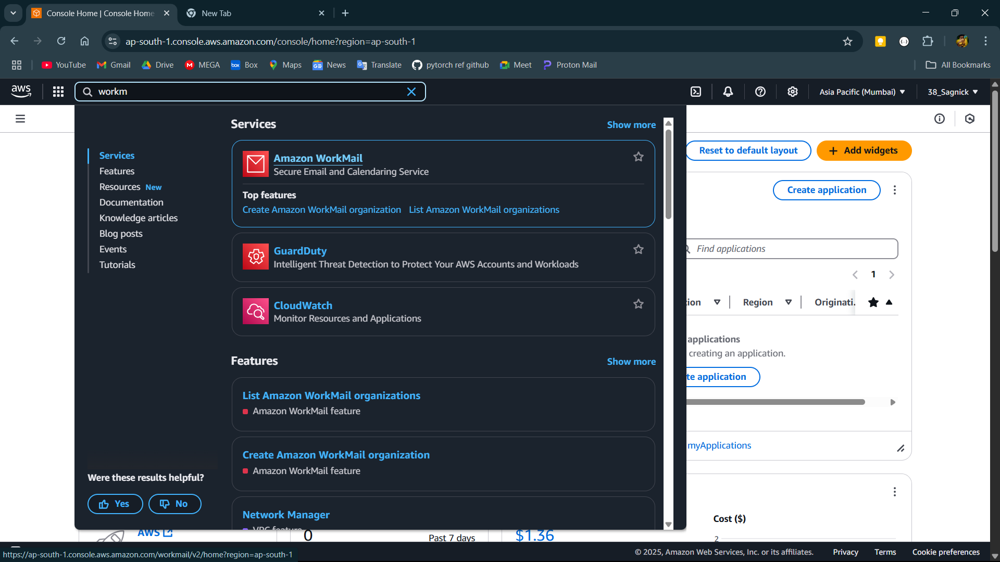 Console Home | Console Home
New Tab
ap-south-1.console.aws.amazon.com/console/home?region=ap-south-1
YouTube
Gmail
Drive
MEGA
box
Box
Maps
News
Translate
pytorch ref github
Meet
Proton Mail
All Bookmarks
aws
workm
Asia Pacific (Mumbai)
38_Sagnick
Services
Features
Resources New
Documentation
Knowledge articles
Blog posts
Events
Tutorials
Were these results helpful?
Yes
No
Services
Show more
Amazon WorkMail
Secure Email and Calendaring Service
Top features
Create Amazon WorkMail organization List Amazon WorkMail organizations
GuardDuty
Intelligent Threat Detection to Protect Your AWS Accounts and Workloads
CloudWatch
Monitor Resources and Applications
Features
Show more
List Amazon WorkMail organizations
Amazon WorkMail feature
Create Amazon WorkMail organization
Amazon WorkMail feature
Network Manager
VPC feature
Reset to default layout
+ Add widgets
Create application
Find applications
1
tion
Region
Originati.
applications
creating an application.
te application
myApplications
Cost ($)
2
AWS
0
Past 7 days
$1.36
https://ap-south-1.console.aws.amazon.com/workmail/v2/home?region=ap-south-1
© 2025, Amazon Web Services, Inc. or its affiliates.
Privacy
Terms
Cookie preferences